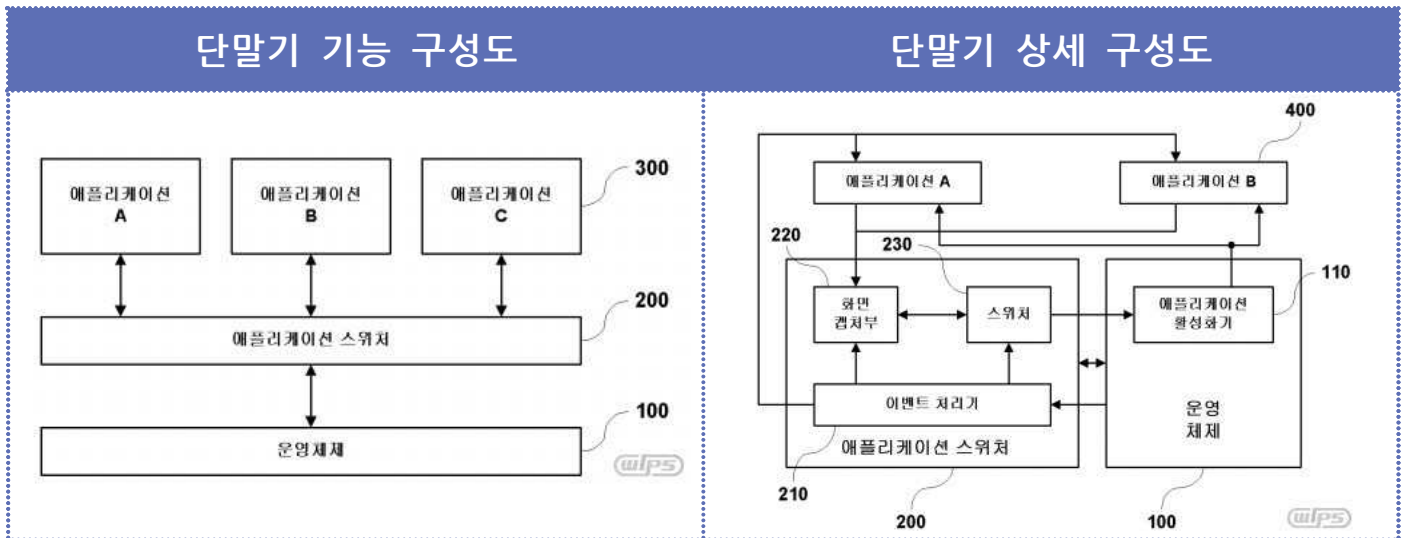 단말기 기능 구성도
단말기 상세 구성도
애플리케이션
A
애플리케이션
B
애플리케이션
C
300
애플리케이션 스위처
200
운영체제
100
wips
400
애플리케이션 A
애플리케이션 B
220
230
110
화면
캡처부
스위처
애플리케이션
활성화기
이벤트 처리기
운영
체제
애플리케이션 스위처
210
200
100
wips